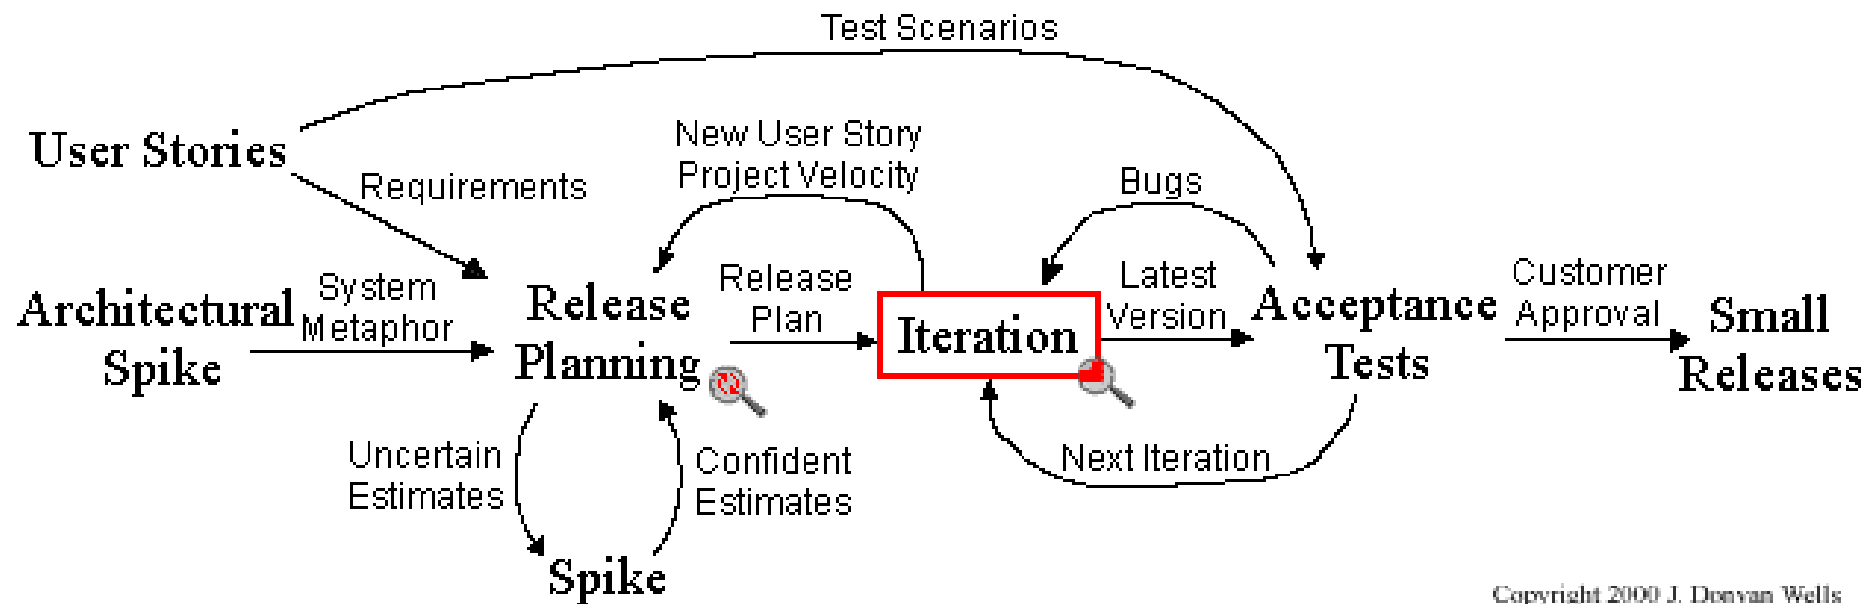 Test Scenarios
User Stories
Requirements
New User Story
Project Velocity
Bugs
Architectural
Spike
System
Metaphor
Release
Planning
Release
Plan
Iteration
Latest
Version
Acceptance
Tests
Customer
Approval
Small
Releases
Uncertain
Estimates
Confident
Estimates
Next Iteration
Spike
Copyright 2000 J. Donvan Wells